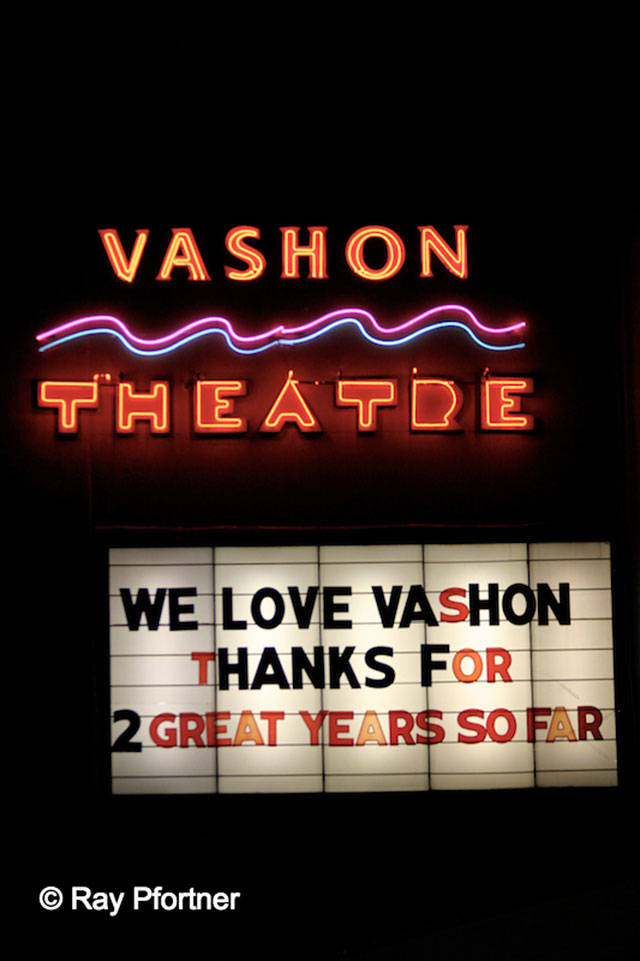 VASHON
THEATRE
WE LOVE VASHON
THANKS FOR
2 GREAT YEARS SO FAR
© Ray Pfortner